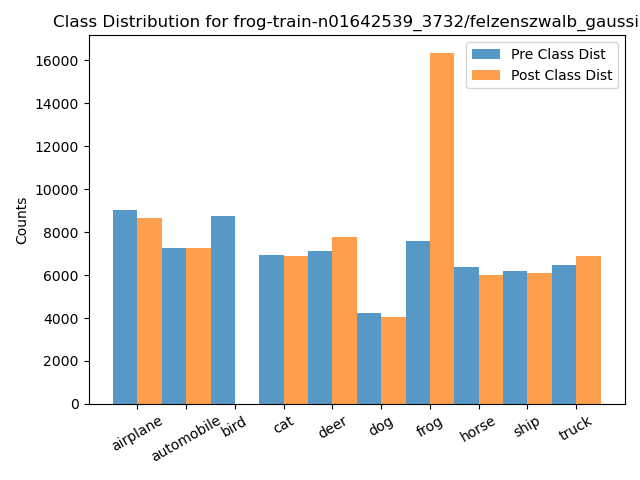 Class Distribution for frog-train-n01642539_3732/felzenszwalb_gaussi
Pre Class Dist
Post Class Dist
Counts
16000
14000
12000
10000
8000
6000
4000
2000
0
airplane
automobile
bird
cat
deer
dog
frog
horse
ship
truck